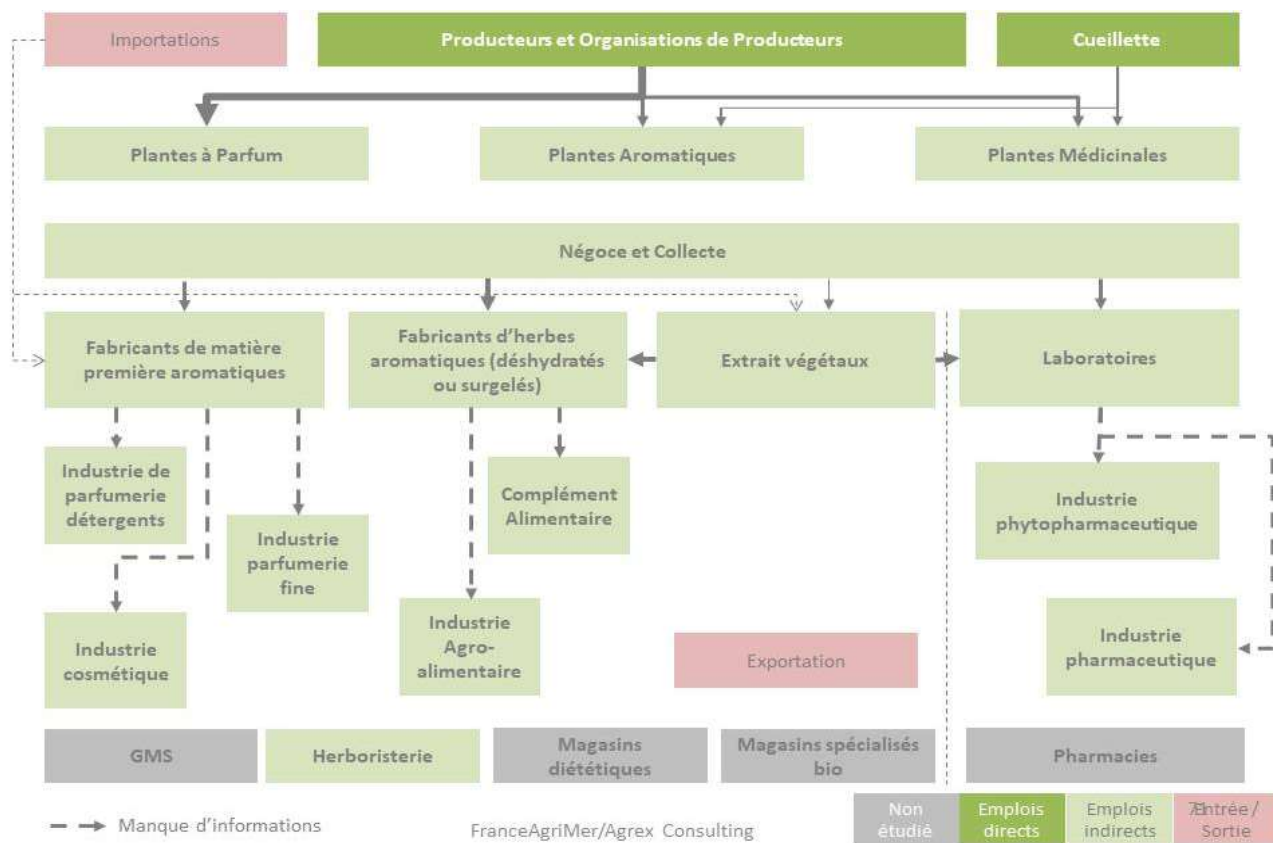 Importations
Producteurs et Organisations de Producteurs
Cueillette
Plantes à Parfum
Plantes Aromatiques
Plantes Médicinales
Négoce et Collecte
Fabricants de matière
première aromatiques
Fabricants d'herbes
aromatiques (déshydratés
ou surgelés)
Extrait végétaux
Laboratoires
Industrie de
parfumerie
détergents
Industrie
parfumerie
fine
Complément
Alimentaire
Industrie
phytopharmaceutique
Industrie
cosmétique
Industrie
Agro-
alimentaire
Exportation
Industrie
pharmaceutique
GMS
Herboristerie
Magasins
diététiques
Magasins spécialisés
bio
Pharmacies
Manque d'informations
FranceAgriMer/Agrex Consulting
Non
étudié
Emplois
directs
Emplois
indirects
Entrée /
Sortie